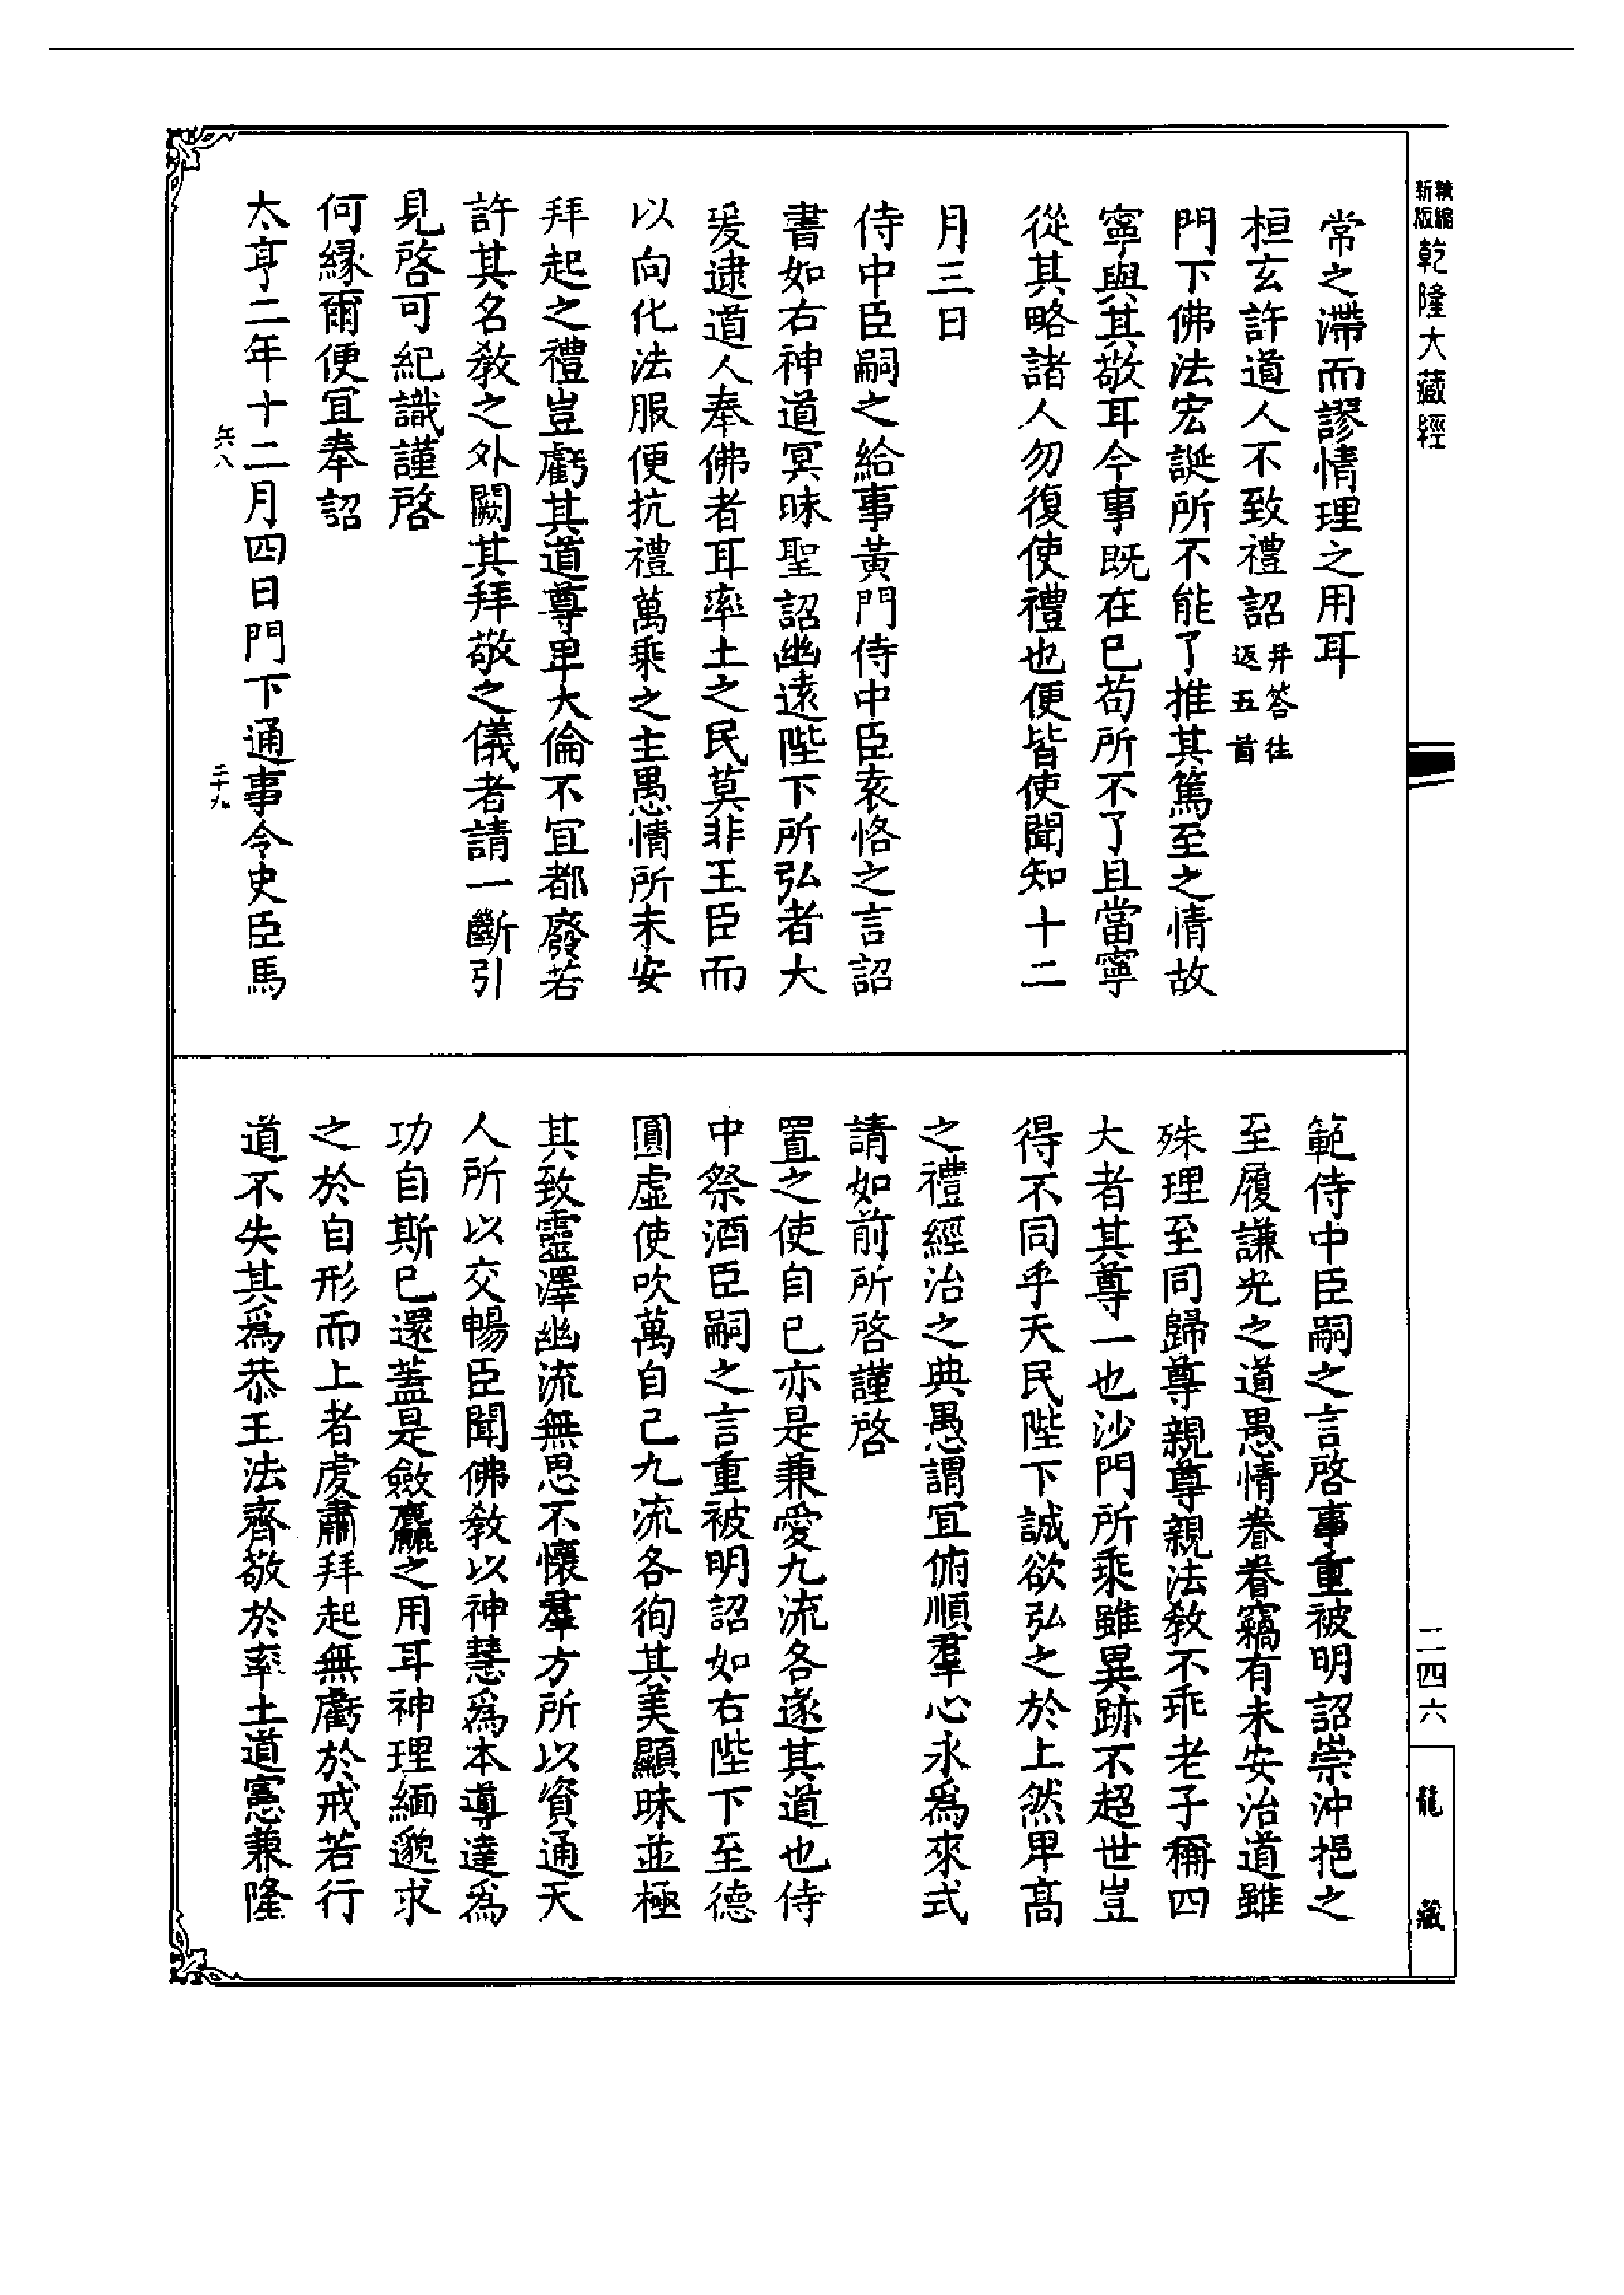 精縮新版
乾隆大藏經
常之滯而謬情理之用耳
桓玄許道人不致禮詔并答往返五首
門下佛法宏誕所不能了推其篤至之情故
寧與其敬耳今事既在已苟所不了且當寧
從其略諸人勿復使禮也便皆使聞知十二
月三日
侍中臣嗣之給事黃門侍中臣袁恪之言詔
書如右神道冥昧聖詔幽遠陛下所弘者大
爰逮道人奉佛者耳率土之民莫非王臣而
以向化法服便抗禮萬乘之主愚情所未安
拜起之禮豈虧其道尊卑大倫不宜都廢若
許其名教之外闕其拜敬之儀者請一斷引
見啓可紀識謹啓
何緣爾便宜奉詔
太亨二年十二月四日門下通事令史臣馬
兵八
二十九
範侍中臣嗣之言啓事重被明詔崇沖挹之
至履謙光之道愚情眷眷竊有未安治道雖
殊理至同歸尊親尊親法教不乖老子稱四
大者其尊一也沙門所乘雖異跡不超世豈
得不同乎天民陛下誠欲弘之於上然卑高
之禮經治之典愚謂宜俯順羣心永為來式
請如前所啓謹啓
置之使自已亦是兼愛九流各遂其道也侍
中祭酒臣嗣之言重被明詔如右陛下至德
圓虛使吹萬自己九流各徇其美顯昧並極
其致靈澤幽流無思不懷羣方所以資通天
人所以交暢臣聞佛教以神慧為本導達為
功自斯已還蓋是斂麤之用耳神理緬邈求
之於自形而上者虔肅拜起無虧於戒若行
道不失其為恭王法齊敬於率土道憲兼隆
二四六
龍藏